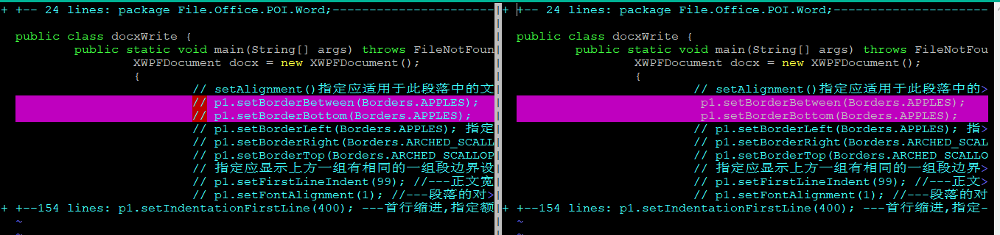 + +-- 24 lines: package File.Office.POI.Word;----------------------
public class docxWrite {
public static void main(String[] args) throws FileNotFoun
XWPFDocument docx = new XWPFDocument();
{
// setAlignment()指定应适用于此段落中的文
// p1.setBorderBetween(Borders.APPLES);
// p1.setBorderBottom(Borders.APPLES);
// p1.setBorderLeft(Borders.APPLES); 指定
// p1.setBorderRight(Borders.ARCHED_SCALL
// p1.setBorderTop(Borders.ARCHED_SCALLOP
// 指定应显示上方一组有相同的一组段边界设
// p1.setFirstLineIndent(99); //---正文宽
// p1.setFontAlignment(1); //---段落的对>
+ +--154 lines: p1.setIndentationFirstLine(400); ---首行缩进,指定额
~
~
+ +-- 24 lines: package File.Office.POI.Word;---------------------
public class docxWrite {
public static void main(String[] args) throws FileNotFou
XWPFDocument docx = new XWPFDocument();
{
// setAlignment()指定应适用于此段落中的>
p1.setBorderBetween(Borders.APPLES);
p1.setBorderBottom(Borders.APPLES);
// p1.setBorderLeft(Borders.APPLES); 指>
// p1.setBorderRight(Borders.ARCHED_SCAL
// p1.setBorderTop(Borders.ARCHED_SCALLO
// 指定应显示上方一组有相同的一组段边界>
// p1.setFirstLineIndent(99); //---正文>
// p1.setFontAlignment(1); //---段落的对
+ +--154 lines: p1.setIndentationFirstLine(400); ---首行缩进,指定-
~
~